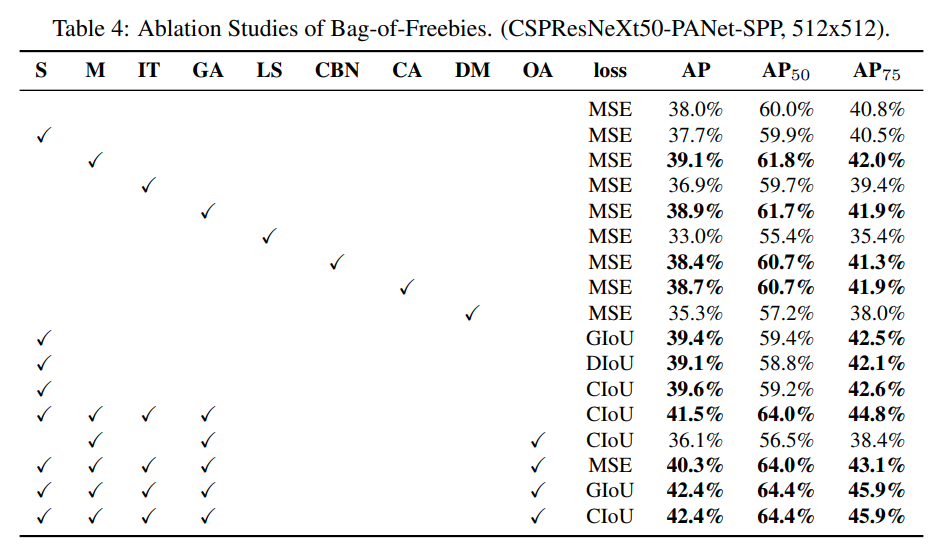 Table 4: Ablation Studies of Bag-of-Freebies. (CSPResNeXt50-PANet-SPP, 512x512).
S M IT GA LS CBN CA DM OA loss AP AP50 AP75
MSE 38.0% 60.0% 40.8%
✓ MSE 37.7% 59.9% 40.5%
✓ MSE 39.1% 61.8% 42.0%
✓ MSE 36.9% 59.7% 39.4%
✓ MSE 38.9% 61.7% 41.9%
✓ MSE 33.0% 55.4% 35.4%
✓ MSE 38.4% 60.7% 41.3%
✓ MSE 38.7% 60.7% 41.9%
✓ MSE 35.3% 57.2% 38.0%
✓ GIoU 39.4% 59.4% 42.5%
✓ DIoU 39.1% 58.8% 42.1%
✓ CIoU 39.6% 59.2% 42.6%
✓ ✓ ✓ ✓ CIoU 41.5% 64.0% 44.8%
✓ ✓ ✓ CIoU 36.1% 56.5% 38.4%
✓ ✓ ✓ ✓ ✓ MSE 40.3% 64.0% 43.1%
✓ ✓ ✓ ✓ ✓ GIoU 42.4% 64.4% 45.9%
✓ ✓ ✓ ✓ ✓ CIoU 42.4% 64.4% 45.9%